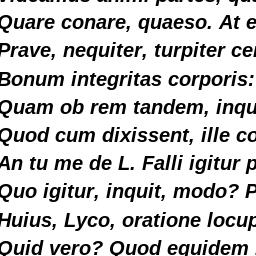 Quare conare, quaeso. At e
Prave, nequiter, turpiter ce
Bonum integritas corporis:
Quam ob rem tandem, inqu
Quod cum dixissent, ille co
An tu me de L. Falli igitur p
Quo igitur, inquit, modo? P
Huius, Lyco, oratione locup
Quid vero? Quod equidem